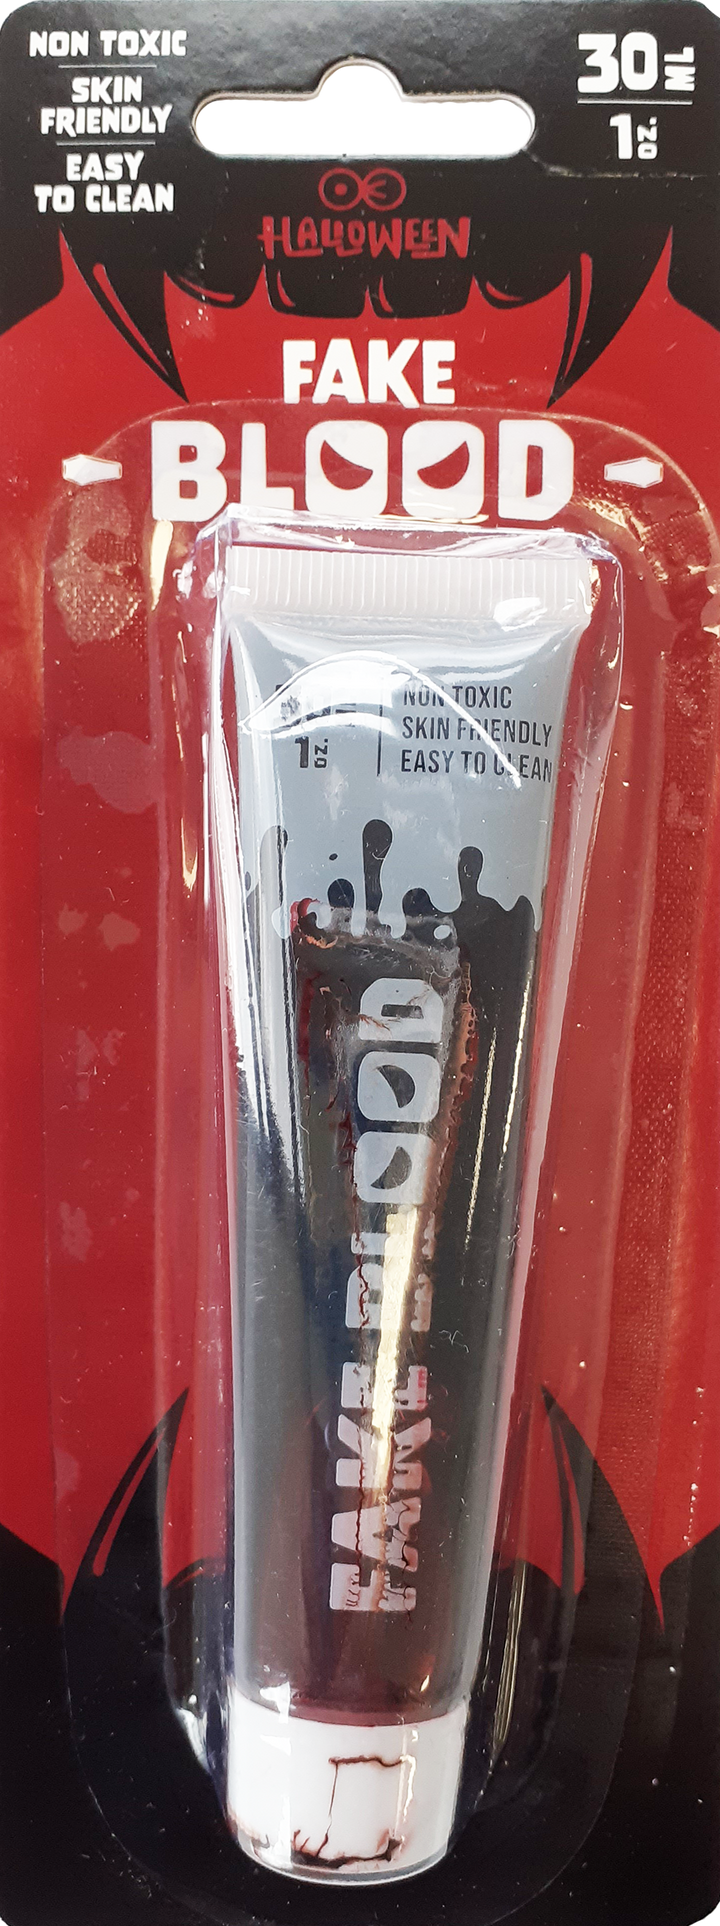 NON TOXIC
SKIN
FRIENDLY
EASY
TO CLEAN
30 ML
1 OZ.
HALLOWEEN
FAKE
BLOOD
1 OZ.
NON TOXIC
SKIN FRIENDLY
EASY TO CLEAN
FAKE BLOOD